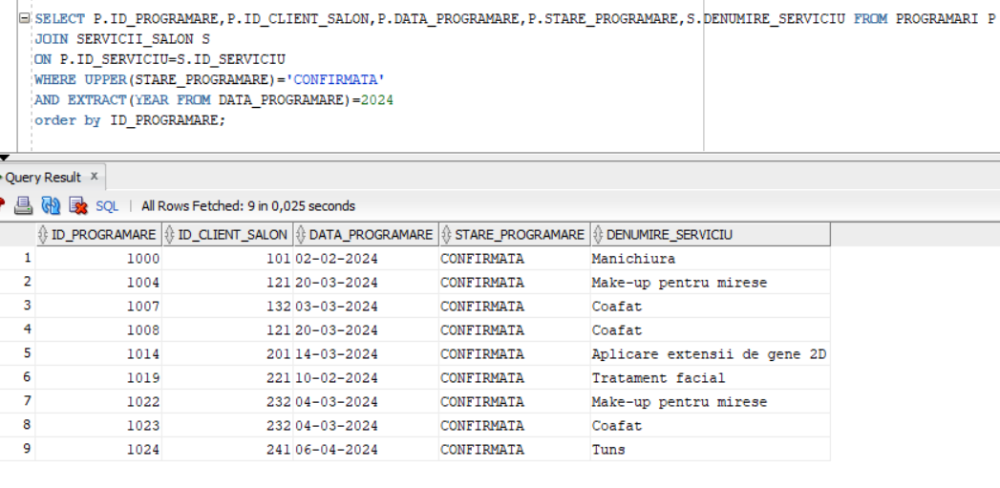 SELECT P.ID_PROGRAMARE,P.ID_CLIENT_SALON,P.DATA_PROGRAMARE,P.STARE_PROGRAMARE,S.DENUMIRE_SERVICIU FROM PROGRAMARI P
JOIN SERVICII_SALON S
ON P.ID_SERVICIU=S.ID_SERVICIU
WHERE UPPER(STARE_PROGRAMARE)='CONFIRMATA'
AND EXTRACT(YEAR FROM DATA_PROGRAMARE)=2024
order by ID_PROGRAMARE;
Query Result x
SQL | All Rows Fetched: 9 in 0,025 seconds
ID_PROGRAMARE ID_CLIENT_SALON DATA_PROGRAMARE STARE_PROGRAMARE DENUMIRE_SERVICIU
1 1000 101 02-02-2024 CONFIRMATA Manichiura
2 1004 121 20-03-2024 CONFIRMATA Make-up pentru mirese
3 1007 132 03-03-2024 CONFIRMATA Coafat
4 1008 121 20-03-2024 CONFIRMATA Coafat
5 1014 201 14-03-2024 CONFIRMATA Aplicare extensii de gene 2D
6 1019 221 10-02-2024 CONFIRMATA Tratament facial
7 1022 232 04-03-2024 CONFIRMATA Make-up pentru mirese
8 1023 232 04-03-2024 CONFIRMATA Coafat
9 1024 241 06-04-2024 CONFIRMATA Tuns